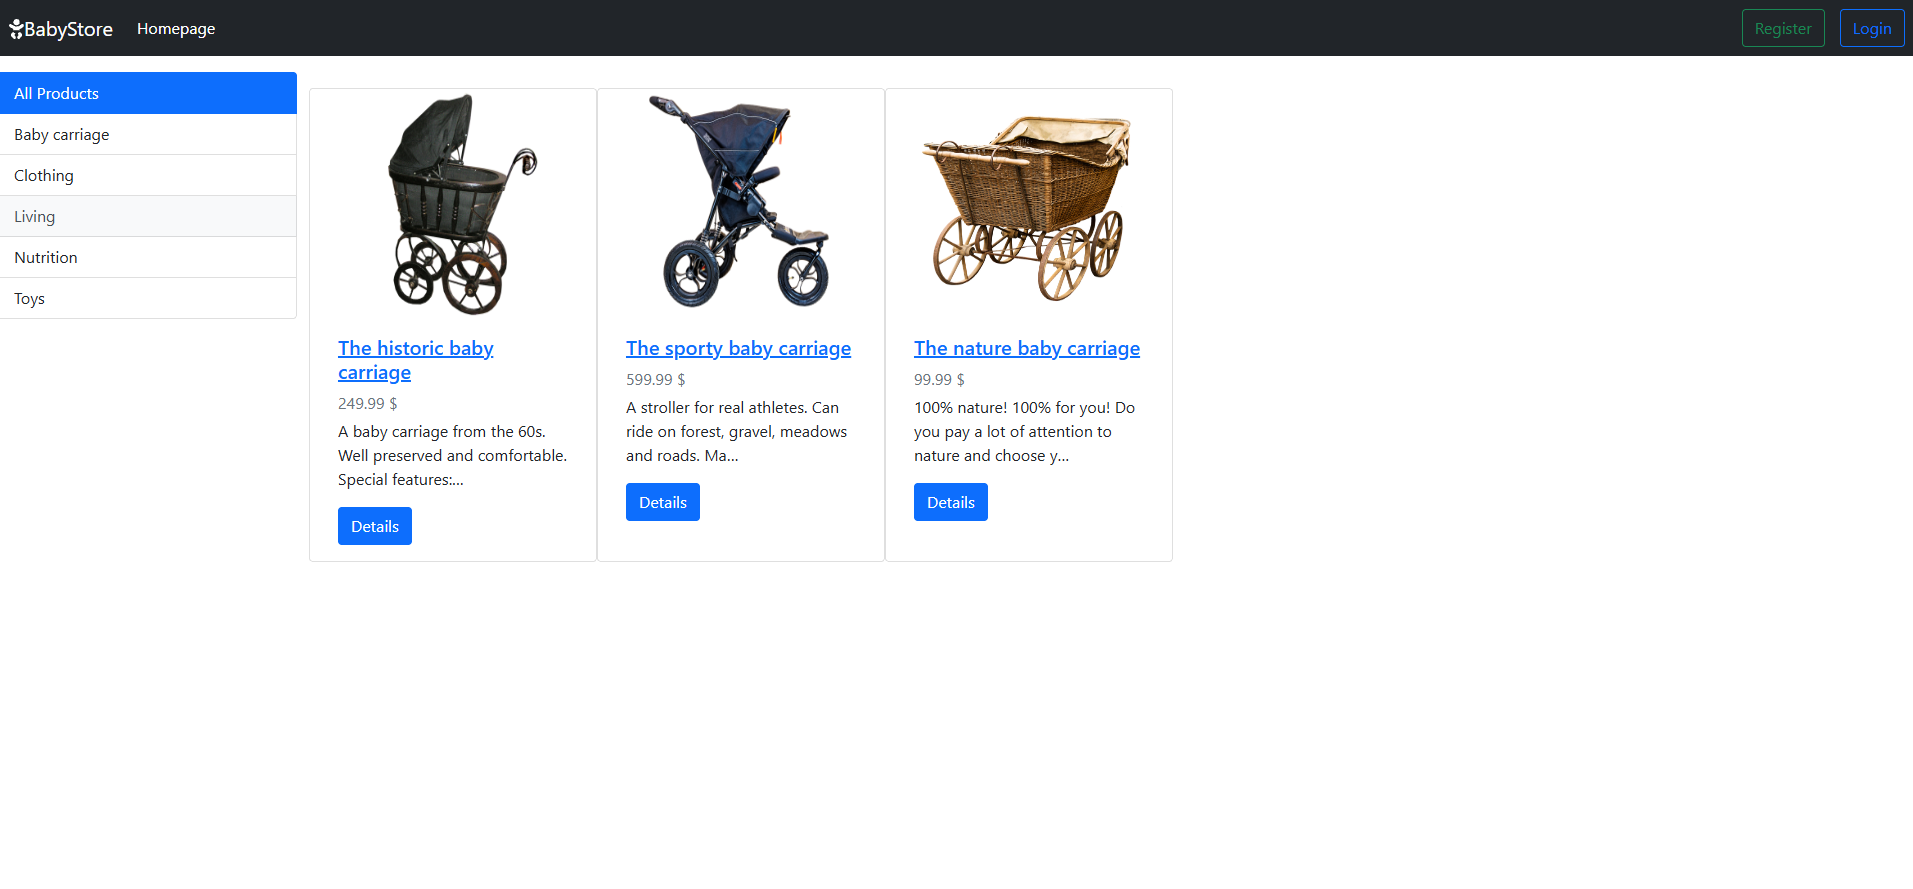 BabyStore
Homepage
Register
Login
All Products
Baby carriage
Clothing
Living
Nutrition
Toys
The historic baby
carriage
249.99 $
A baby carriage from the 60s.
Well preserved and comfortable.
Special features:...
Details
The sporty baby carriage
599.99 $
A stroller for real athletes. Can
ride on forest, gravel, meadows
and roads. Ma...
Details
The nature baby carriage
99.99 $
100% nature! 100% for you! Do
you pay a lot of attention to
nature and choose y...
Details